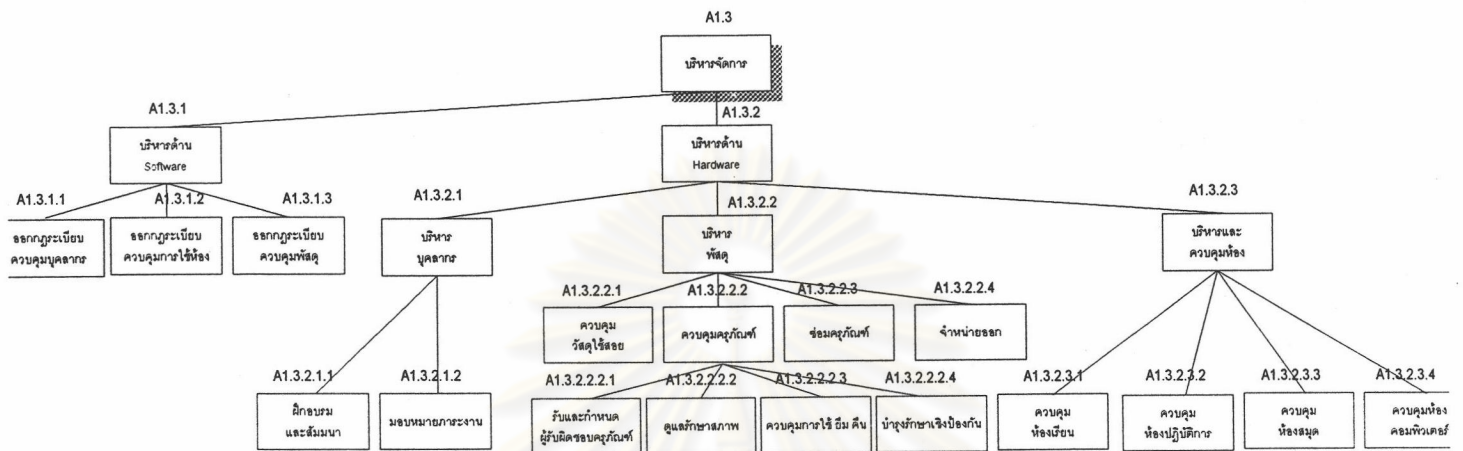 A1.3
บริหารจัดการ
A1.3.1
บริหารด้าน
Software
A1.3.2
บริหารด้าน
Hardware
A1.3.1.1
ออกกฎระเบียบ
ควบคุมบุคลากร
A1.3.1.2
ออกกฎระเบียบ
ควบคุมการใช้ห้อง
A1.3.1.3
ออกกฎระเบียบ
ควบคุมพัสดุ
A1.3.2.1
บริหาร
บุคลากร
A1.3.2.2
บริหาร
พัสดุ
A1.3.2.3
บริหารและ
ควบคุมห้อง
A1.3.2.2.1
ควบคุม
วัสดุใช้สอย
A1.3.2.2.2
ควบคุมครุภัณฑ์
A1.3.2.2.3
ซ่อมครุภัณฑ์
A1.3.2.2.4
จำหน่ายออก
A1.3.2.1.1
ฝึกอบรม
และสัมมนา
A1.3.2.1.2
มอบหมายภาระงาน
A1.3.2.2.2.1
รับและกำหนด
ผู้รับผิดชอบครุภัณฑ์
A1.3.2.2.2.2
ดูแลรักษาสภาพ
A1.3.2.2.2.3
ควบคุมการใช้ ยืม คืน
A1.3.2.2.2.4
บำรุงรักษาเชิงป้องกัน
A1.3.2.3.1
ควบคุม
ห้องเรียน
A1.3.2.3.2
ควบคุม
ห้องปฏิบัติการ
A1.3.2.3.3
ควบคุม
ห้องสมุด
A1.3.2.3.4
ควบคุมห้อง
คอมพิวเตอร์